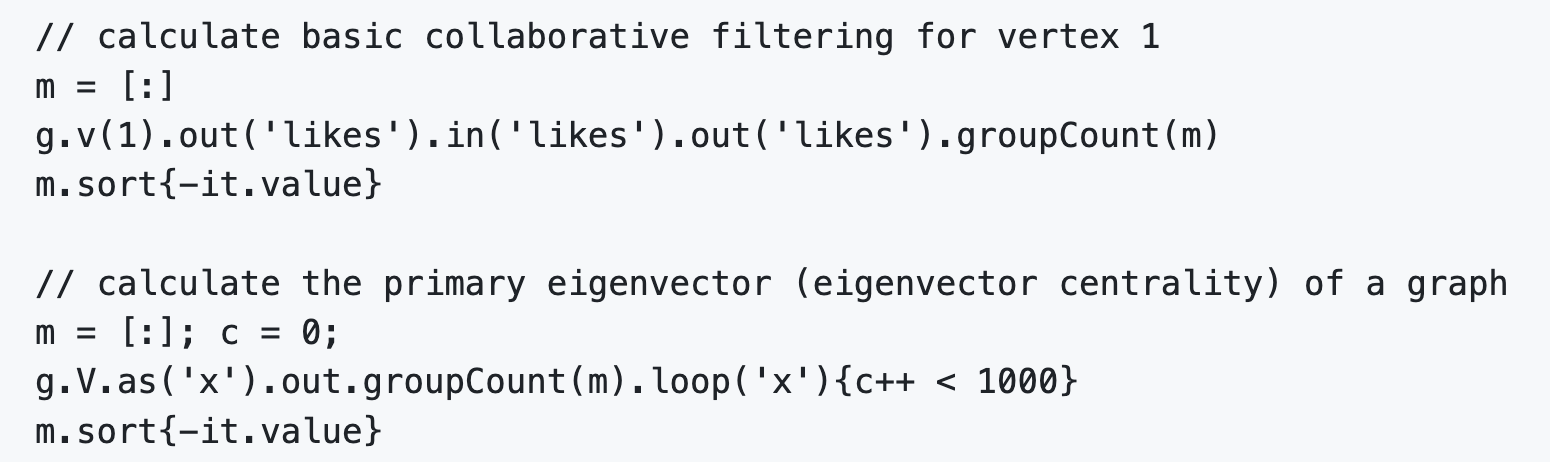 // calculate basic collaborative filtering for vertex 1
m = [:]
g.v(1).out('likes').in('likes').out('likes').groupCount(m)
m.sort{-it.value}
// calculate the primary eigenvector (eigenvector centrality) of a graph
m = [:]; c = 0;
g.V.as('x').out.groupCount(m).loop('x'){c++ < 1000}
m.sort{-it.value}